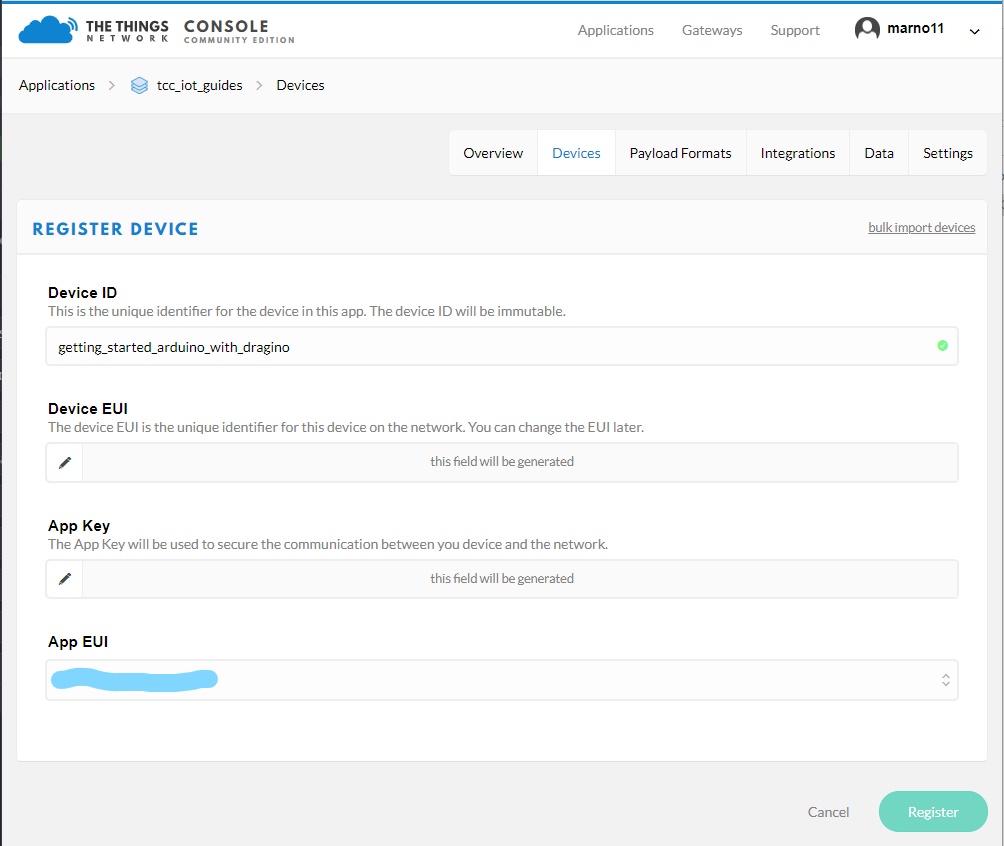 THE THINGS NETWORK CONSOLE COMMUNITY EDITION
Applications Gateways Support marno11
Applications > tcc_iot_guides > Devices
Overview Devices Payload Formats Integrations Data Settings
REGISTER DEVICE
bulk import devices
Device ID
This is the unique identifier for the device in this app. The device ID will be immutable.
getting_started_arduino_with_dragino
Device EUI
The device EUI is the unique identifier for this device on the network. You can change the EUI later.
this field will be generated
App Key
The App Key will be used to secure the communication between you device and the network.
this field will be generated
App EUI
Cancel Register